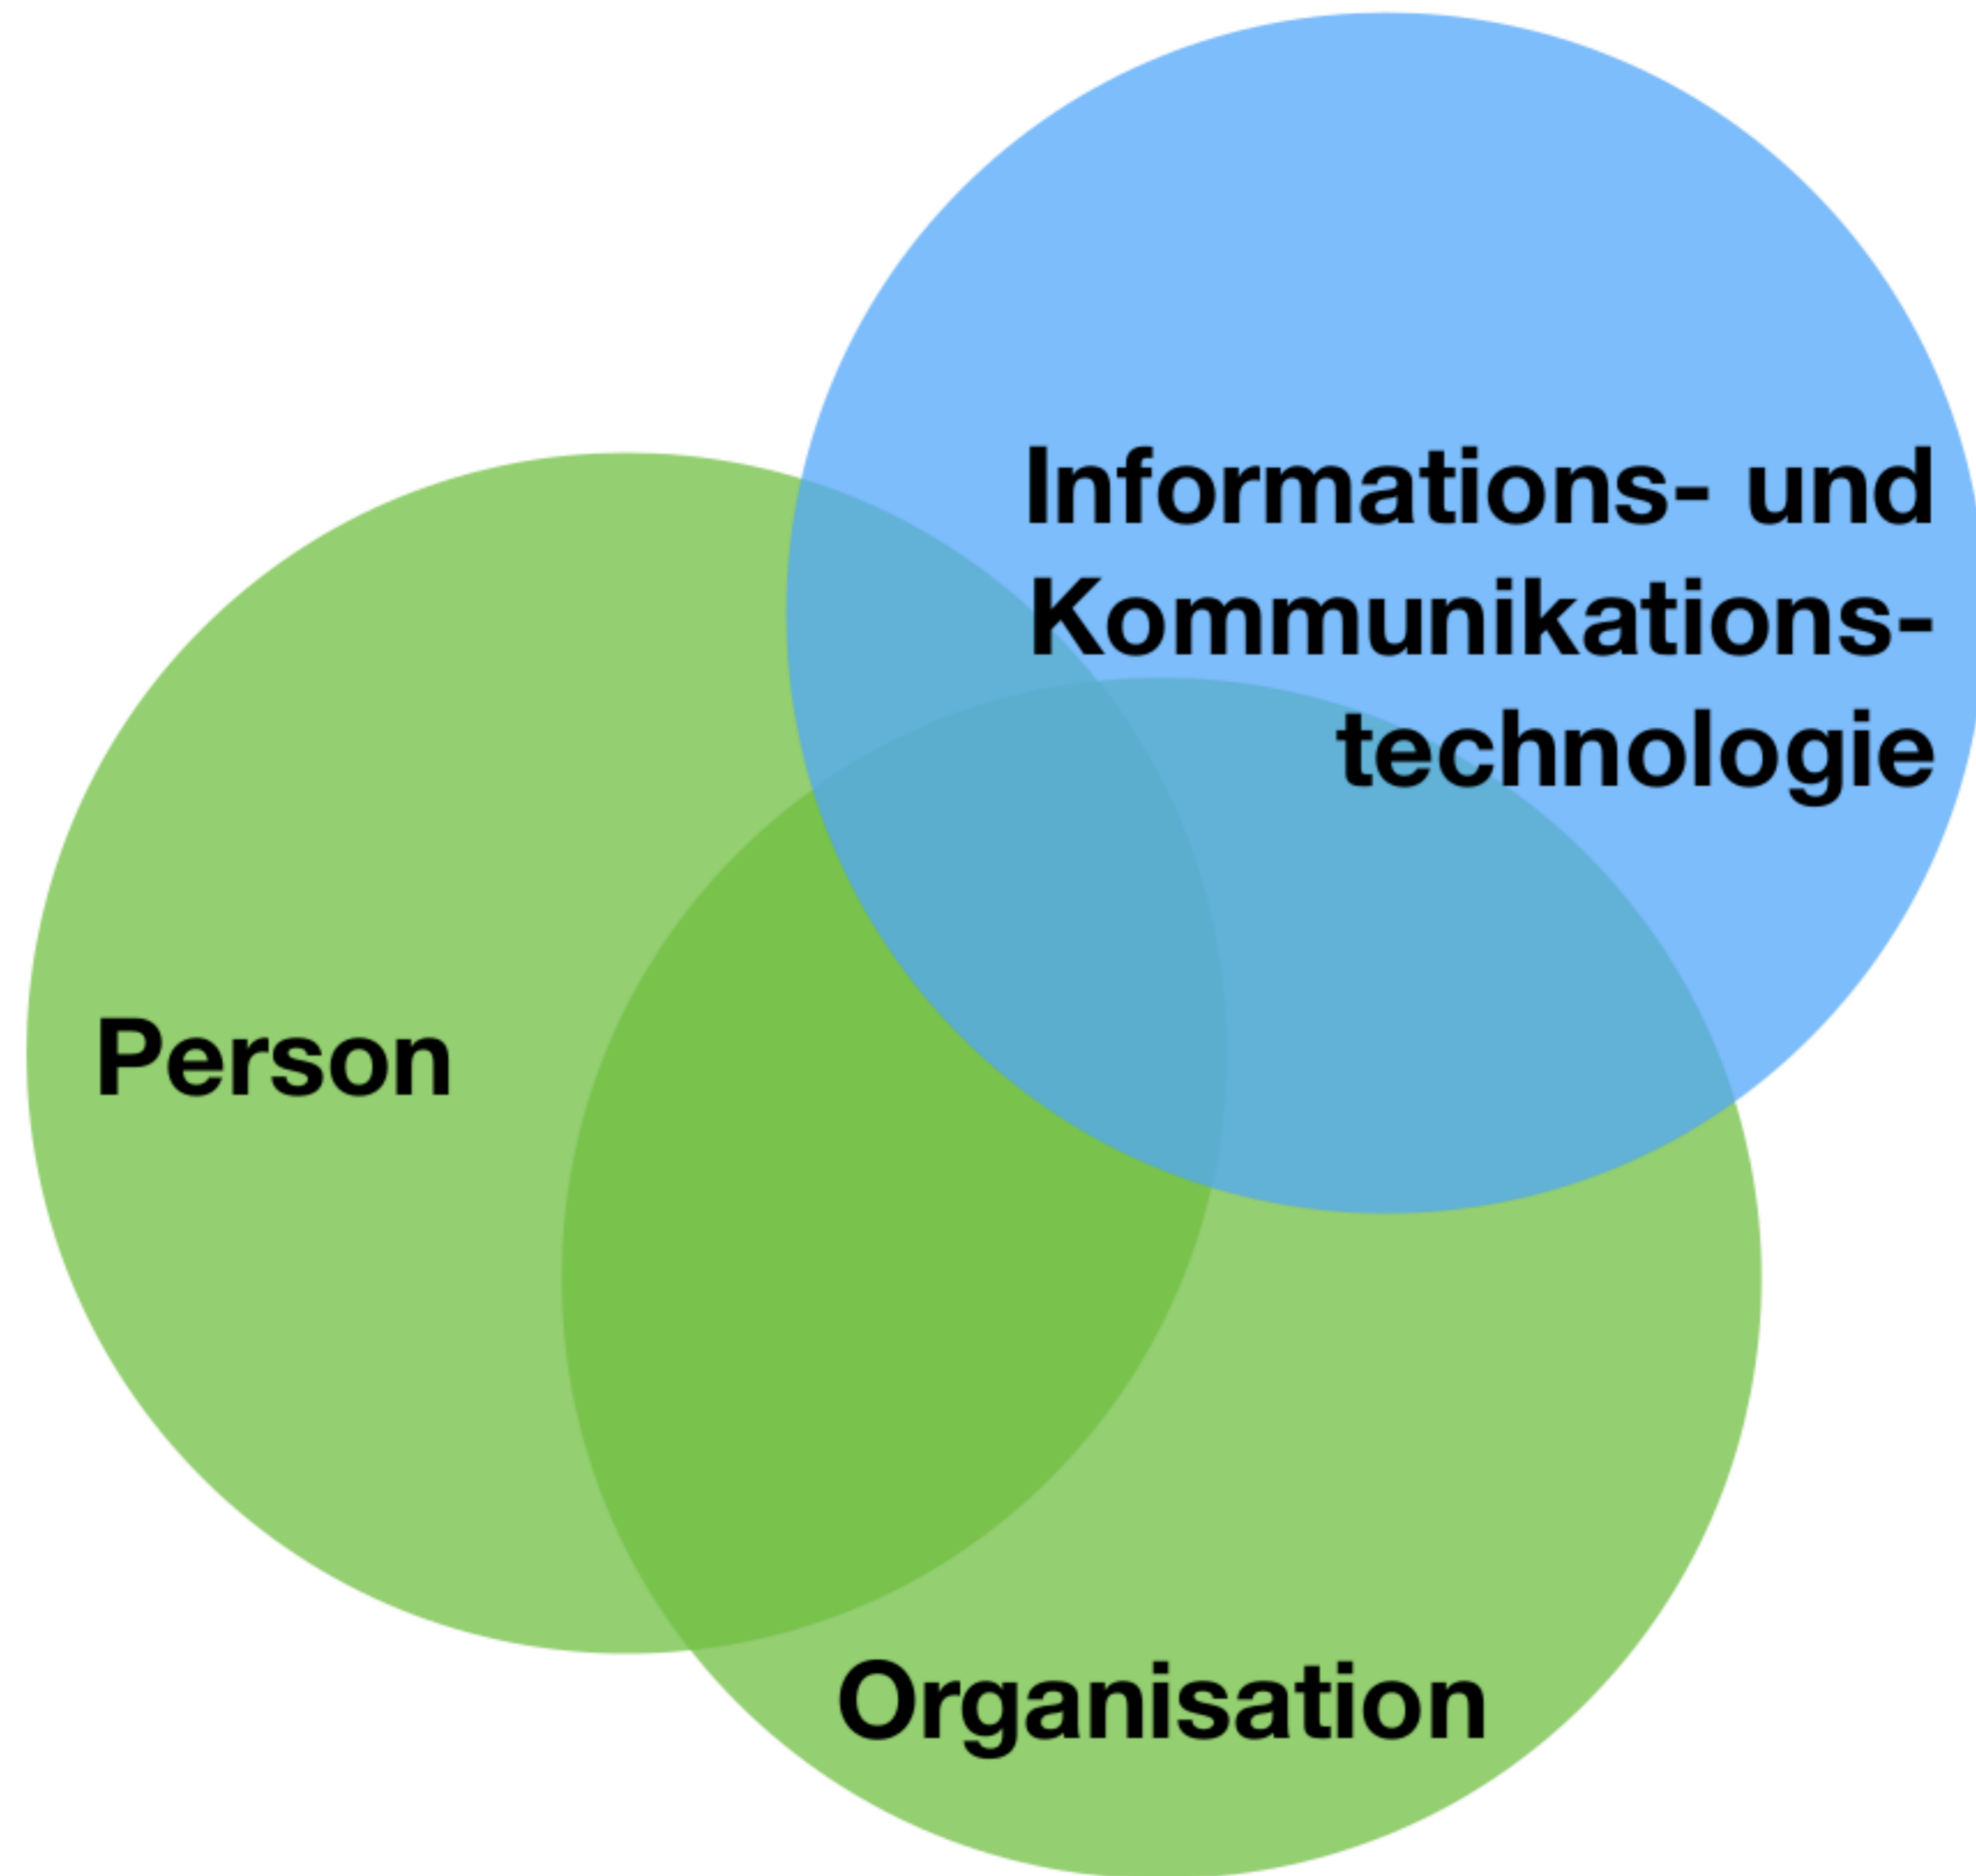 Informations- und
Kommunikations-
technologie
Person
Organisation